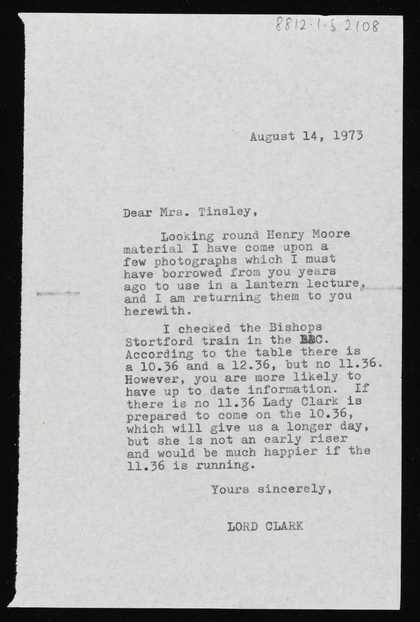 8812·1·5 2108
August 14, 1973
Dear Mrs. Tinsley,
Looking round Henry Moore
material I have come upon a
few photographs which I must
have borrowed from you years
ago to use in a lantern lecture,
and I am returning them to you
herewith.
I checked the Bishops
Stortford train in the
According to the table there is
a 10.36 and a 12.36, but no 11.36.
However, you are more likely to
have up to date information. If
there is no 11.36 Lady Clark is
prepared to come on the 10.36,
which will give us a longer day,
but she is not an early riser
and would be much happier if the
11.36 is running.
Yours sincerely,
LORD CLARK